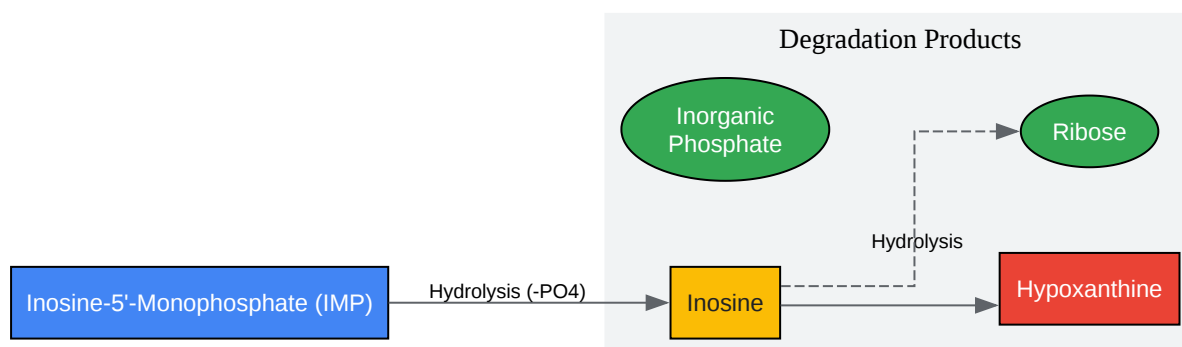 Degradation Products
Inorganic
Phosphate
Ribose
Hydrolysis
Inosine-5'-Monophosphate (IMP)
Hydrolysis (-PO4)
Inosine
Hypoxanthine